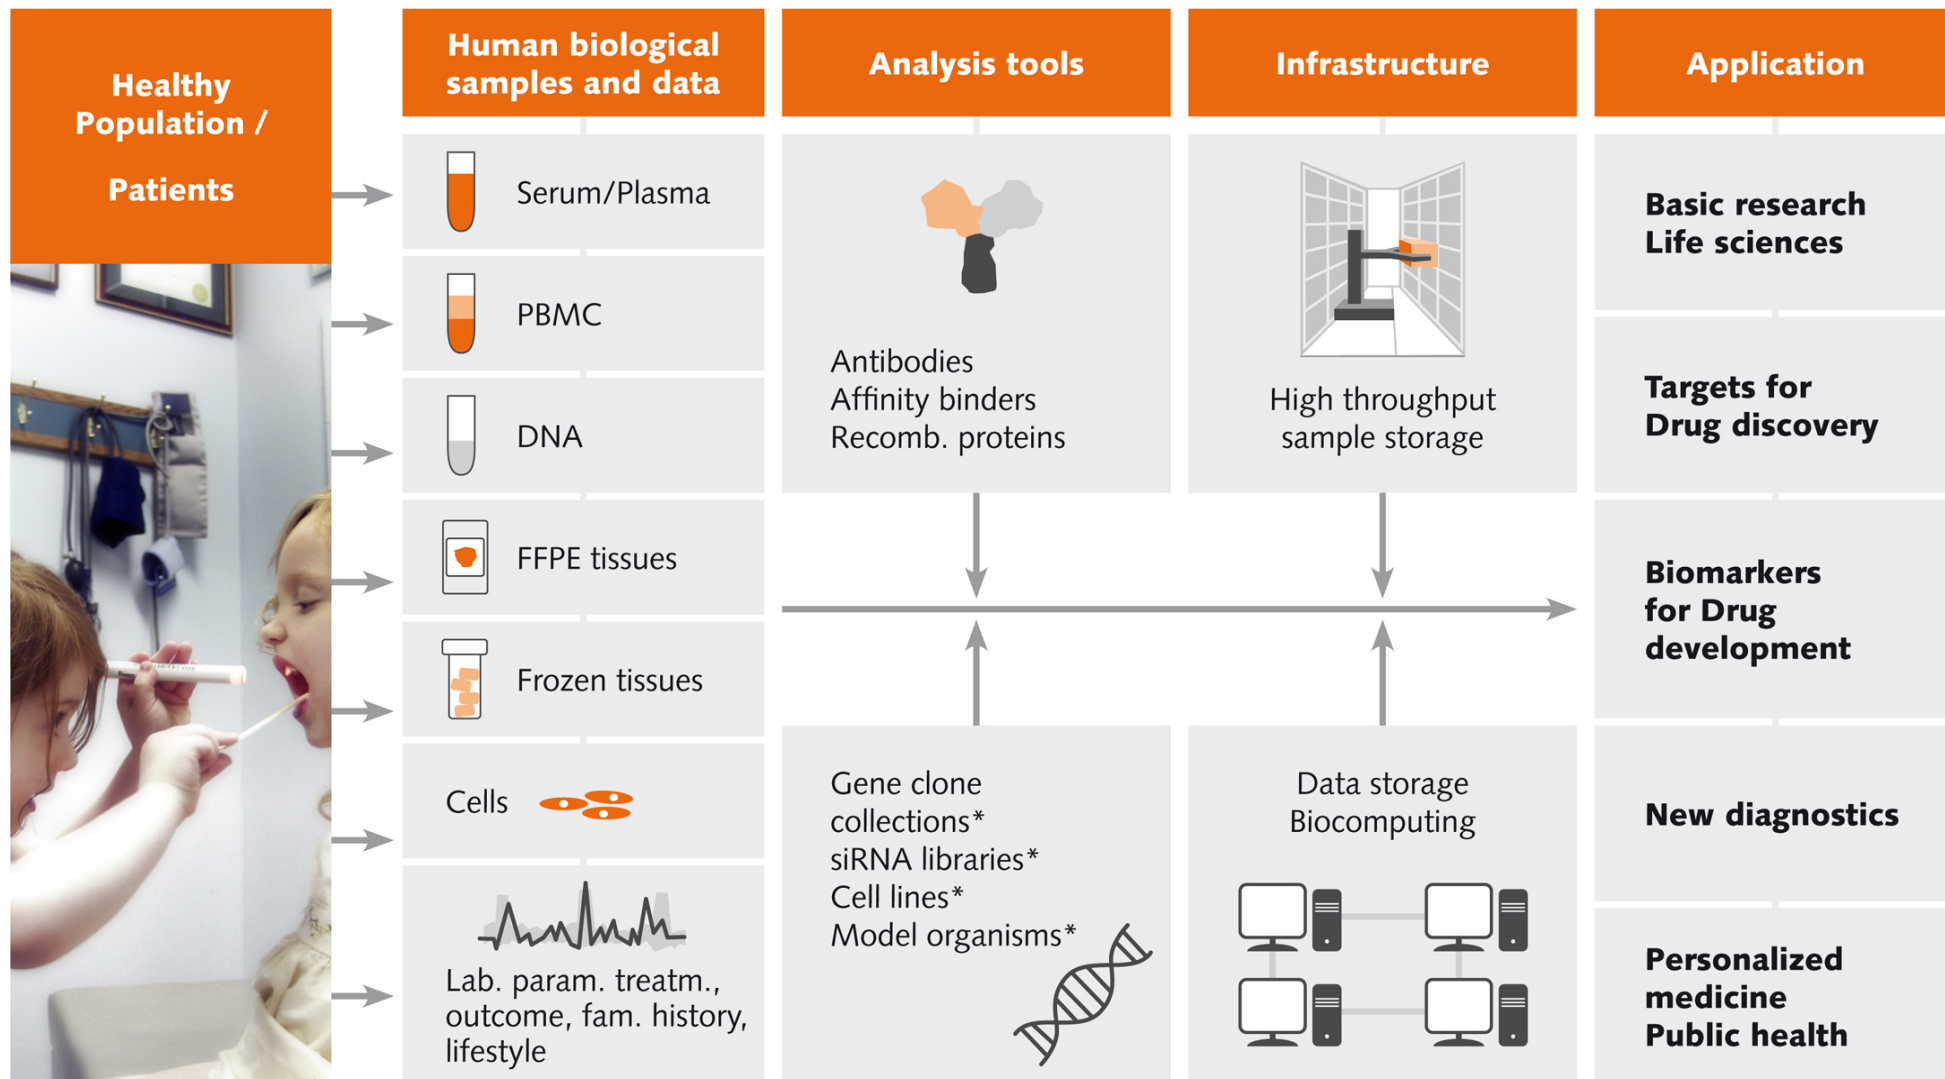 Healthy
Population /
Patients
Human biological
samples and data
Serum/Plasma
PBMC
DNA
FFPE tissues
Frozen tissues
Cells
Lab. param. treatm.,
outcome, fam. history,
lifestyle
Analysis tools
Antibodies
Affinity binders
Recomb. proteins
Gene clone
collections*
siRNA libraries*
Cell lines*
Model organisms*
Infrastructure
High throughput
sample storage
Data storage
Biocomputing
Application
Basic research
Life sciences
Targets for
Drug discovery
Biomarkers
for Drug
development
New diagnostics
Personalized
medicine
Public health